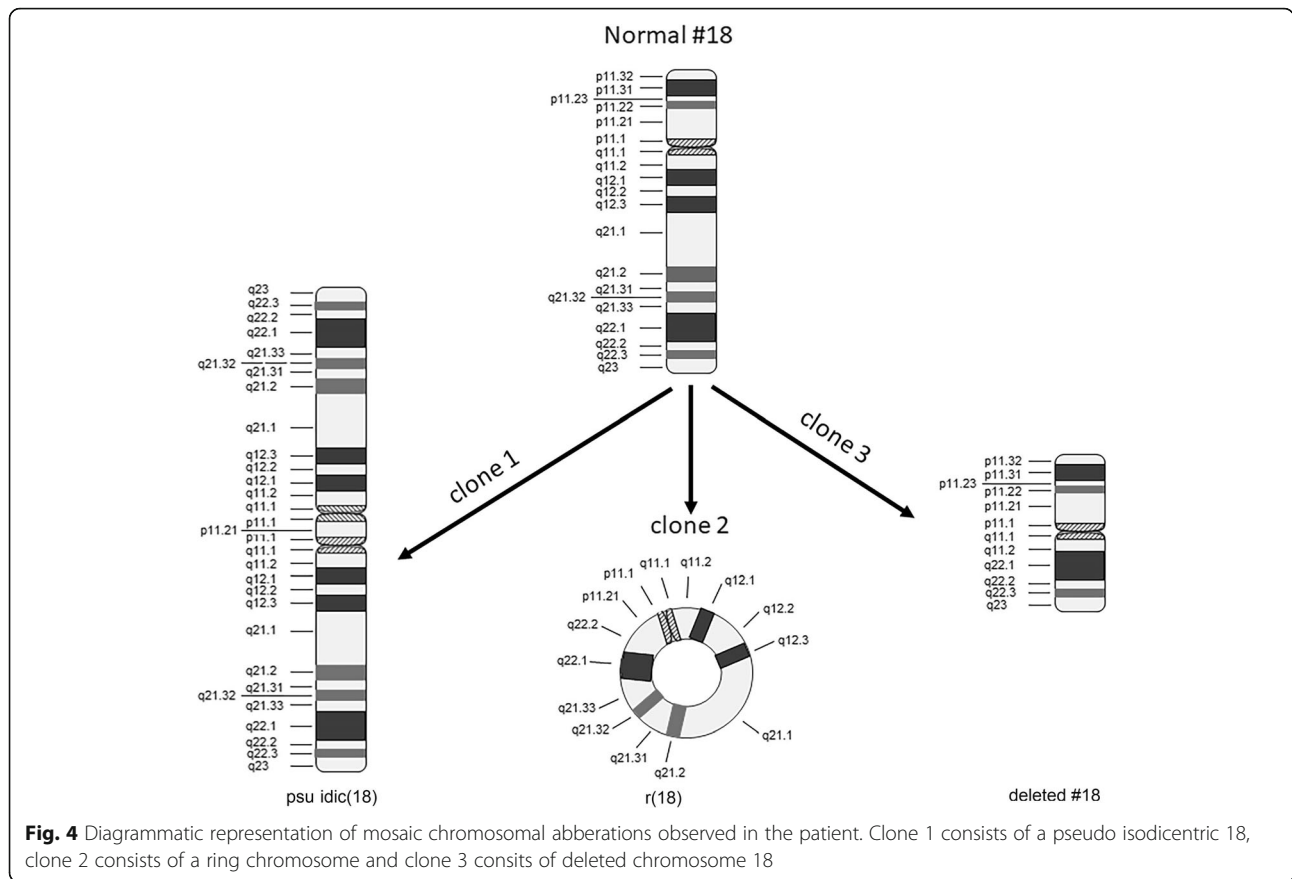 Normal #18
p11.32
p11.31
p11.23
p11.22
p11.21
p11.1
q11.1
q11.2
q12.1
q12.2
q12.3
q21.1
q21.2
q21.31
q21.32
q21.33
q22.1
q22.2
q22.3
q23
clone 1
clone 2
clone 3
q23
q22.3
q22.2
q22.1
q21.33
q21.32
q21.31
q21.2
q21.1
q12.3
q12.2
q12.1
q11.2
q11.1
p11.1
p11.21
p11.1
q11.1
q11.2
q12.1
q12.2
q12.3
q21.1
q21.2
q21.31
q21.32
q21.33
q22.1
q22.2
q22.3
q23
psu idic(18)
p11.1
q11.1
q11.2
q12.1
q12.2
q12.3
q21.1
q21.2
q21.31
q21.32
q21.33
q22.1
q22.2
p11.21
r(18)
p11.32
p11.31
p11.23
p11.22
p11.21
p11.1
q11.1
q11.2
q22.1
q22.2
q22.3
q23
deleted #18
Fig. 4 Diagrammatic representation of mosaic chromosomal abberations observed in the patient. Clone 1 consists of a pseudo isodicentric 18,
clone 2 consists of a ring chromosome and clone 3 consits of deleted chromosome 18